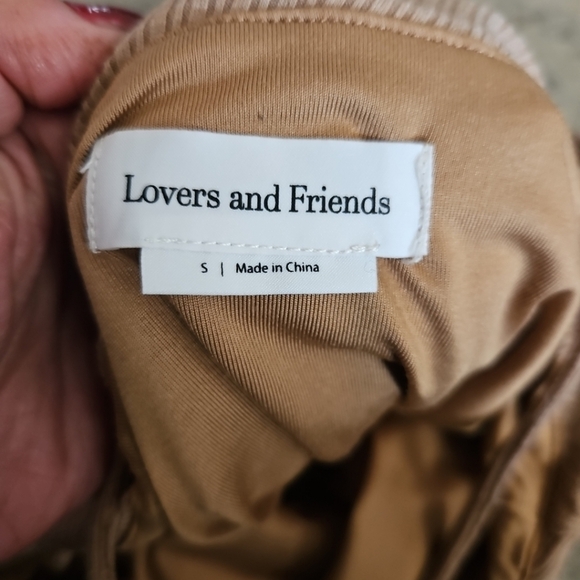 Lovers and Friends
S | Made in China